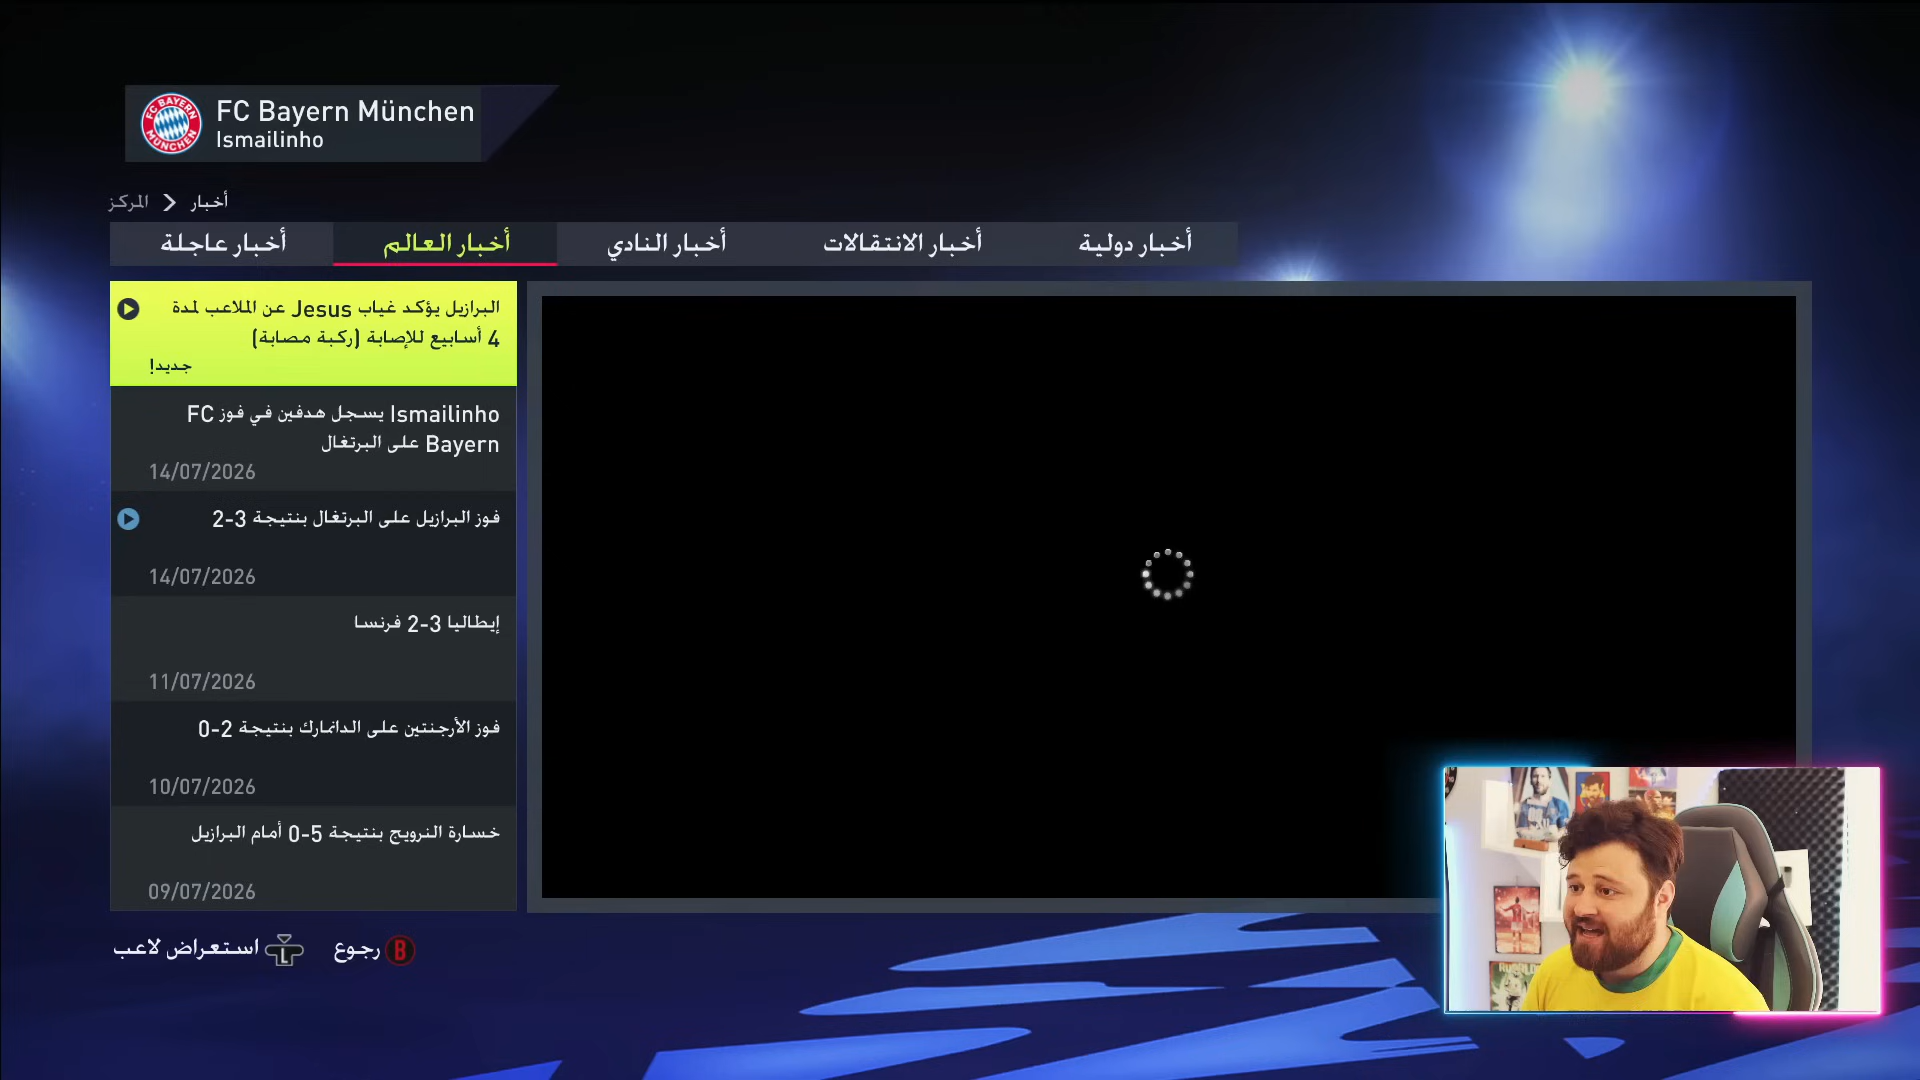 FC Bayern München
Ismailinho
المركز > أخبار
أخبار عاجلة
أخبار العالم
أخبار النادي
أخبار الانتقالات
أخبار دولية
البرازيل يؤكد غياب Jesus عن الملاعب لمدة
4 أسابيع للإصابة (ركبة مصابة)
جديد!
Ismailinho يسجل هدفين في فوز FC
Bayern على البرتغال
14/07/2026
فوز البرازيل على البرتغال بنتيجة 3-2
14/07/2026
إيطاليا 3-2 فرنسا
11/07/2026
فوز الأرجنتين على الدانمارك بنتيجة 2-0
10/07/2026
خسارة النرويج بنتيجة 5-0 أمام البرازيل
09/07/2026
استعراض لاعب L
رجوع B
FC BAYERN MÜNCHEN